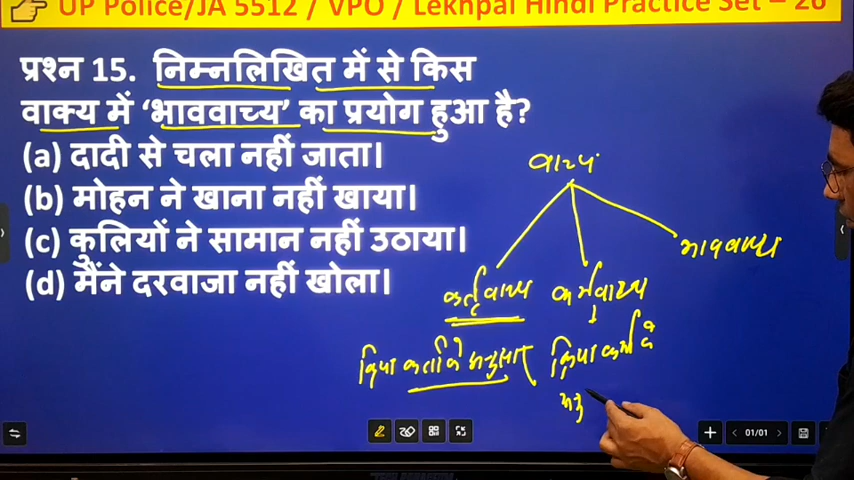 UP Police/JA 5512 / VPO / Lekhpal Hindi Practice Set – 26
प्रश्न 15. निम्नलिखित में से किस
वाक्य में ‘भाववाच्य’ का प्रयोग हुआ है?
(a) दादी से चला नहीं जाता।
(b) मोहन ने खाना नहीं खाया।
(c) कुलियों ने सामान नहीं उठाया।
(d) मैंने दरवाजा नहीं खोला।
वाच्य
भाववाच्य
कर्तृवाच्य कर्मवाच्य
क्रिया कर्ता के अनुसार क्रिया कर्म के
अनु
01/01